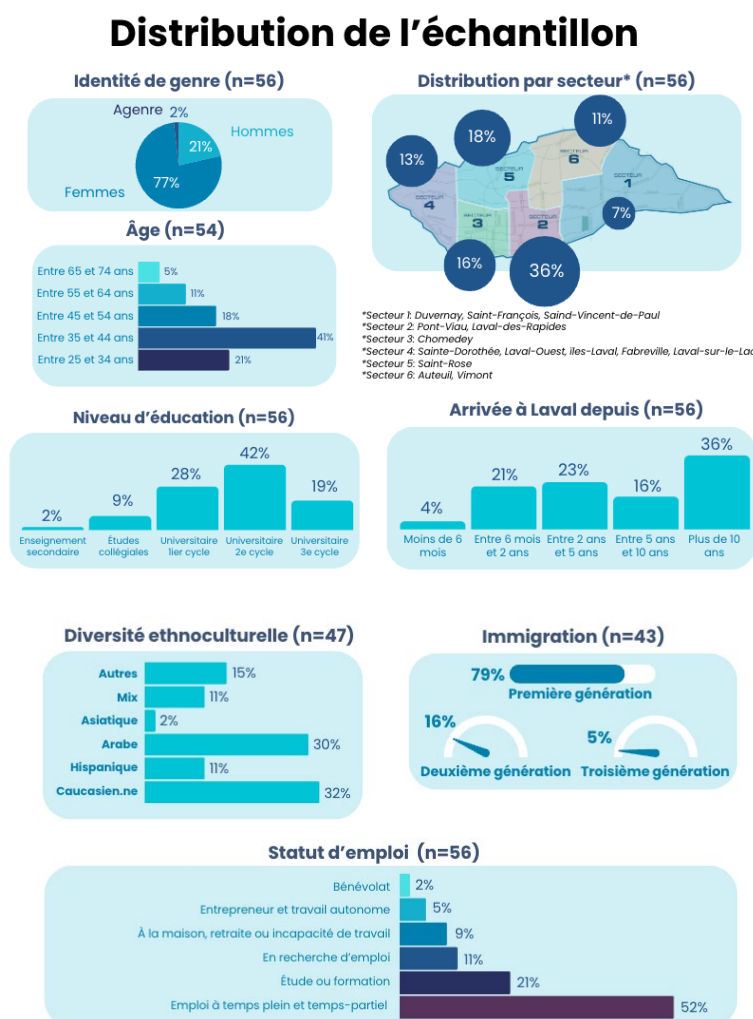 Distribution de l'échantillon
Identité de genre (n=56)
Agenre 2%
Hommes
21%
77%
Femmes
Distribution par secteur* (n=56)
11%
18%
13%
SECTEUR
6
SECTEUR
5
SECTEUR
1
SECTEUR
4
SECTEUR
3
SECTEUR
2
7%
16%
36%
*Secteur 1: Duvernay, Saint-François, Saind-Vincent-de-Paul
*Secteur 2: Pont-Viau, Laval-des-Rapides
*Secteur 3: Chomedey
*Secteur 4: Sainte-Dorothée, Laval-Ouest, îles-Laval, Fabreville, Laval-sur-le-Lac
*Secteur 5: Saint-Rose
*Secteur 6: Auteuil, Vimont
Âge (n=54)
Entre 65 et 74 ans 5%
Entre 55 et 64 ans 11%
Entre 45 et 54 ans 18%
Entre 35 et 44 ans 41%
Entre 25 et 34 ans 21%
Niveau d'éducation (n=56)
2%
9%
28%
42%
19%
Enseignement secondaire
Études collégiales
Universitaire 1ier cycle
Universitaire 2e cycle
Universitaire 3e cycle
Arrivée à Laval depuis (n=56)
4%
21%
23%
16%
36%
Moins de 6 mois
Entre 6 mois et 2 ans
Entre 2 ans et 5 ans
Entre 5 ans et 10 ans
Plus de 10 ans
Diversité ethnoculturelle (n=47)
Autres 15%
Mix 11%
Asiatique 2%
Arabe 30%
Hispanique 11%
Caucasien.ne 32%
Immigration (n=43)
79%
Première génération
16%
Deuxième génération
5%
Troisième génération
Statut d'emploi (n=56)
Bénévolat 2%
Entrepreneur et travail autonome 5%
À la maison, retraite ou incapacité de travail 9%
En recherche d'emploi 11%
Étude ou formation 21%
Emploi à temps plein et temps-partiel 52%